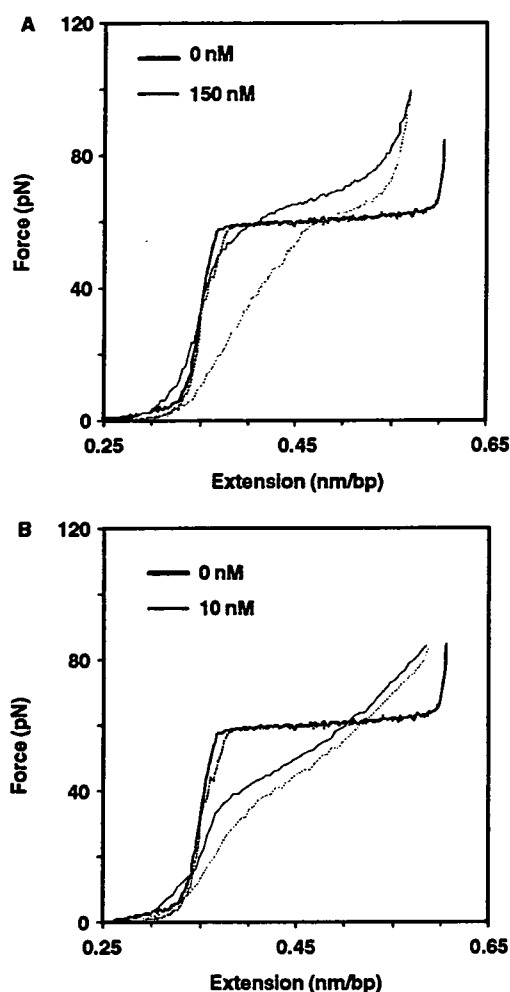 A
120
0 nM
150 nM
80
40
0
Force (pN)
0.25
0.45
0.65
Extension (nm/bp)
B
120
0 nM
10 nM
80
40
0
Force (pN)
0.25
0.45
0.65
Extension (nm/bp)